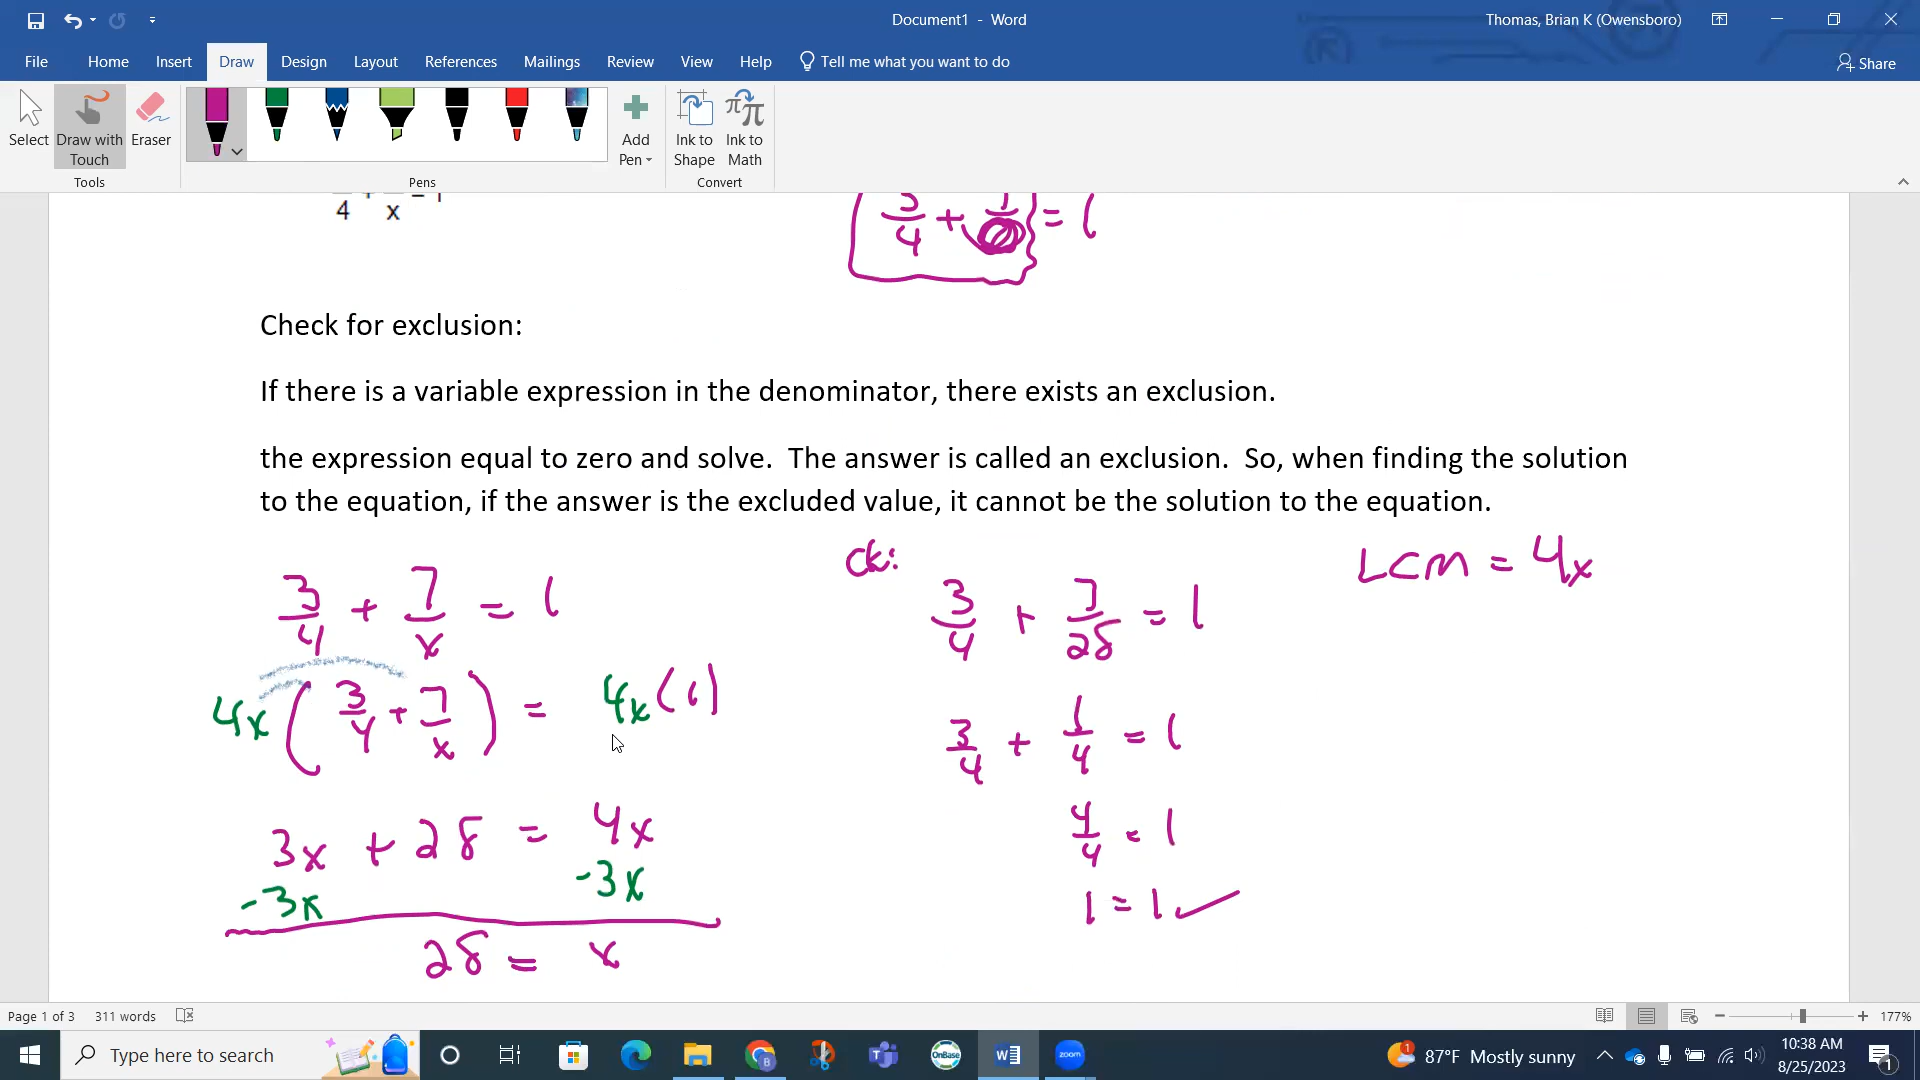 Document1 - Word
Thomas, Brian K (Owensboro)
File Home Insert Draw Design Layout References Mailings Review View Help Tell me what you want to do
Share
Select Draw with Touch Eraser Add Pen Ink to Shape Ink to Math
Tools Pens Convert
4 x
3/4 + = 1
Check for exclusion:
If there is a variable expression in the denominator, there exists an exclusion.
the expression equal to zero and solve. The answer is called an exclusion. So, when finding the solution
to the equation, if the answer is the excluded value, it cannot be the solution to the equation.
ck: LCM = 4x
3/4 + 7/x = 1
3/4 + 7/28 = 1
4x ( 3/4 + 7/x ) = 4x (1)
3/4 + 1/4 = 1
3x + 28 = 4x
4/4 = 1
-3x -3x
1 = 1 ✓
28 = x
Page 1 of 3 311 words 177%
Type here to search
OnBase
zoom
1 87°F Mostly sunny
10:38 AM
8/25/2023
1